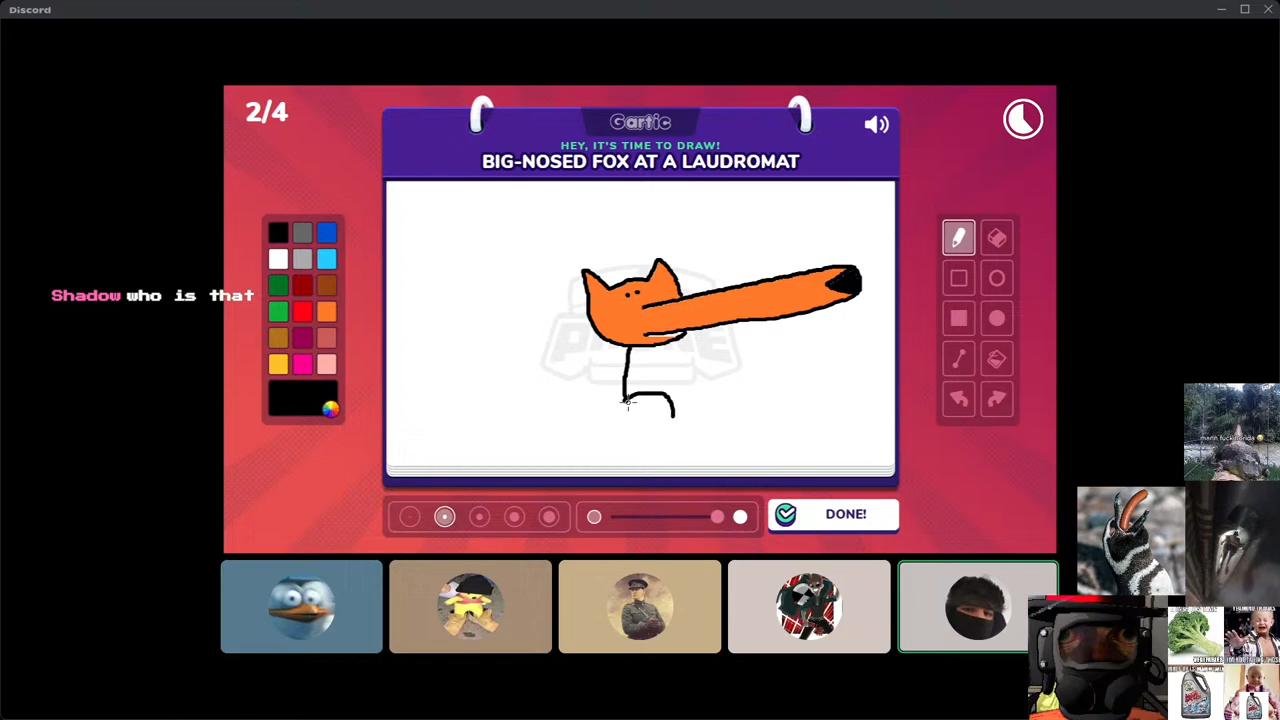 Discord
2/4
Gartic
HEY, IT'S TIME TO DRAW!
BIG-NOSED FOX AT A LAUDROMAT
Shadow who is that
PHONE
DONE!